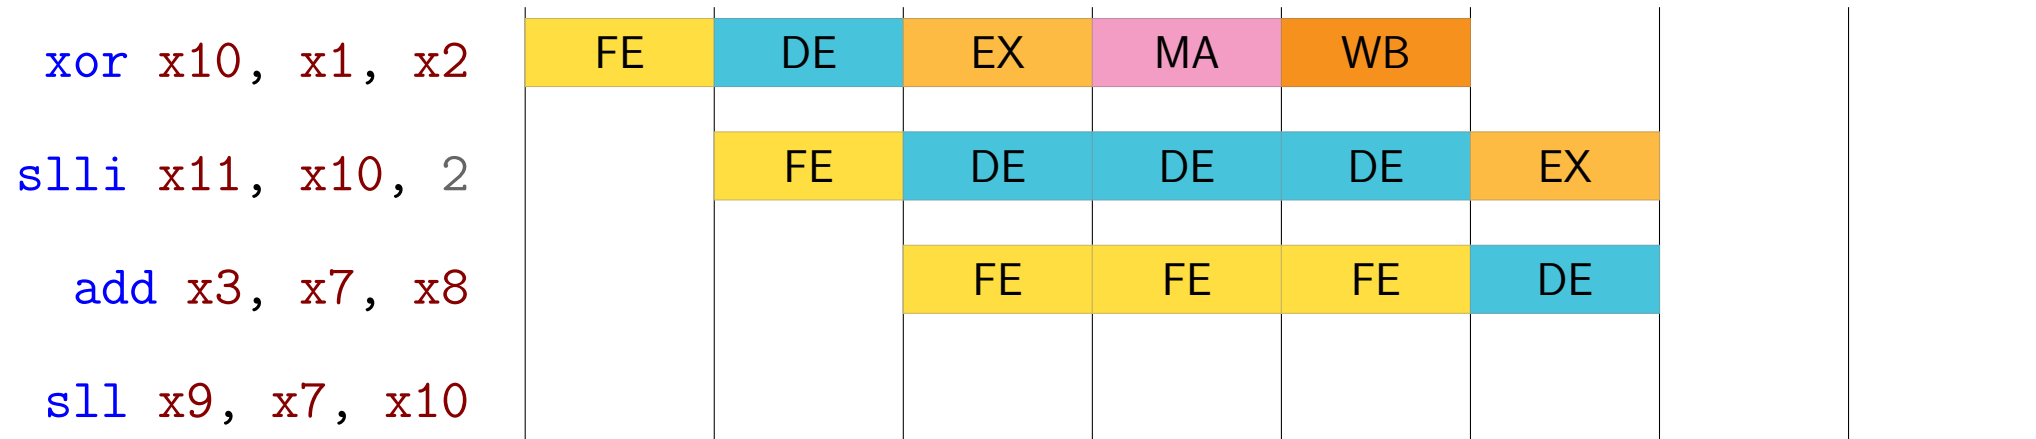 xor x10, x1, x2 FE DE EX MA WB
slli x11, x10, 2 FE DE DE DE EX
add x3, x7, x8 FE FE FE DE
sll x9, x7, x10